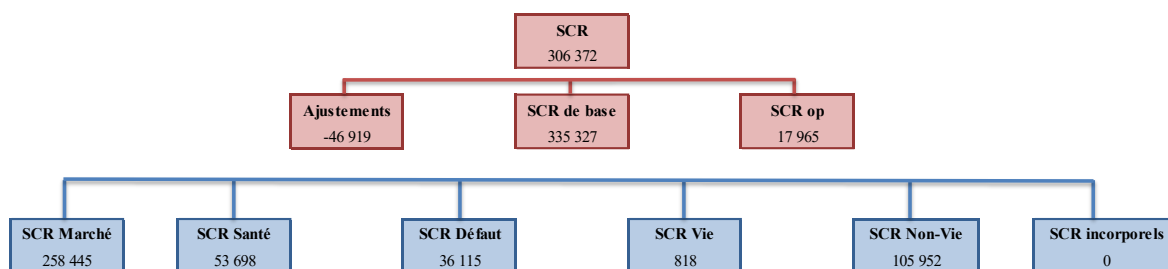 SCR
306 372
Ajustements
-46 919
SCR de base
335 327
SCR op
17 965
SCR Marché
258 445
SCR Santé
53 698
SCR Défaut
36 115
SCR Vie
818
SCR Non-Vie
105 952
SCR incorporels
0